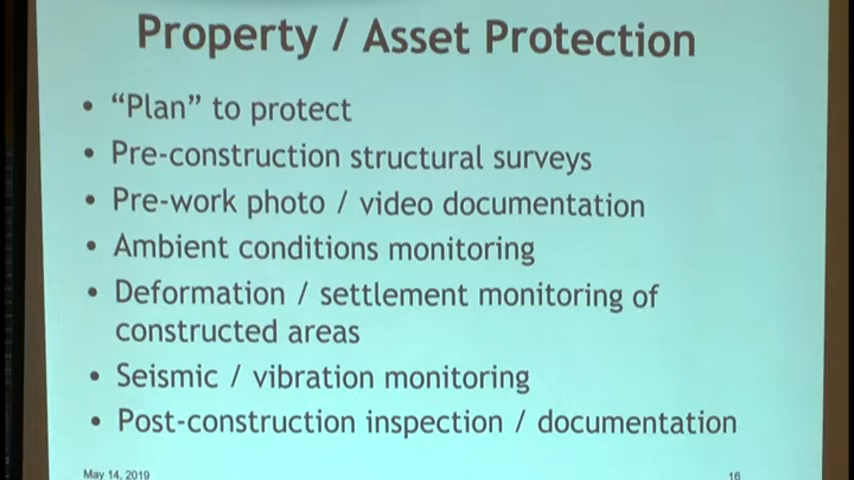 Property / Asset Protection
• “Plan” to protect
• Pre-construction structural surveys
• Pre-work photo / video documentation
• Ambient conditions monitoring
• Deformation / settlement monitoring of
constructed areas
• Seismic / vibration monitoring
• Post-construction inspection / documentation
May 14, 2019
16